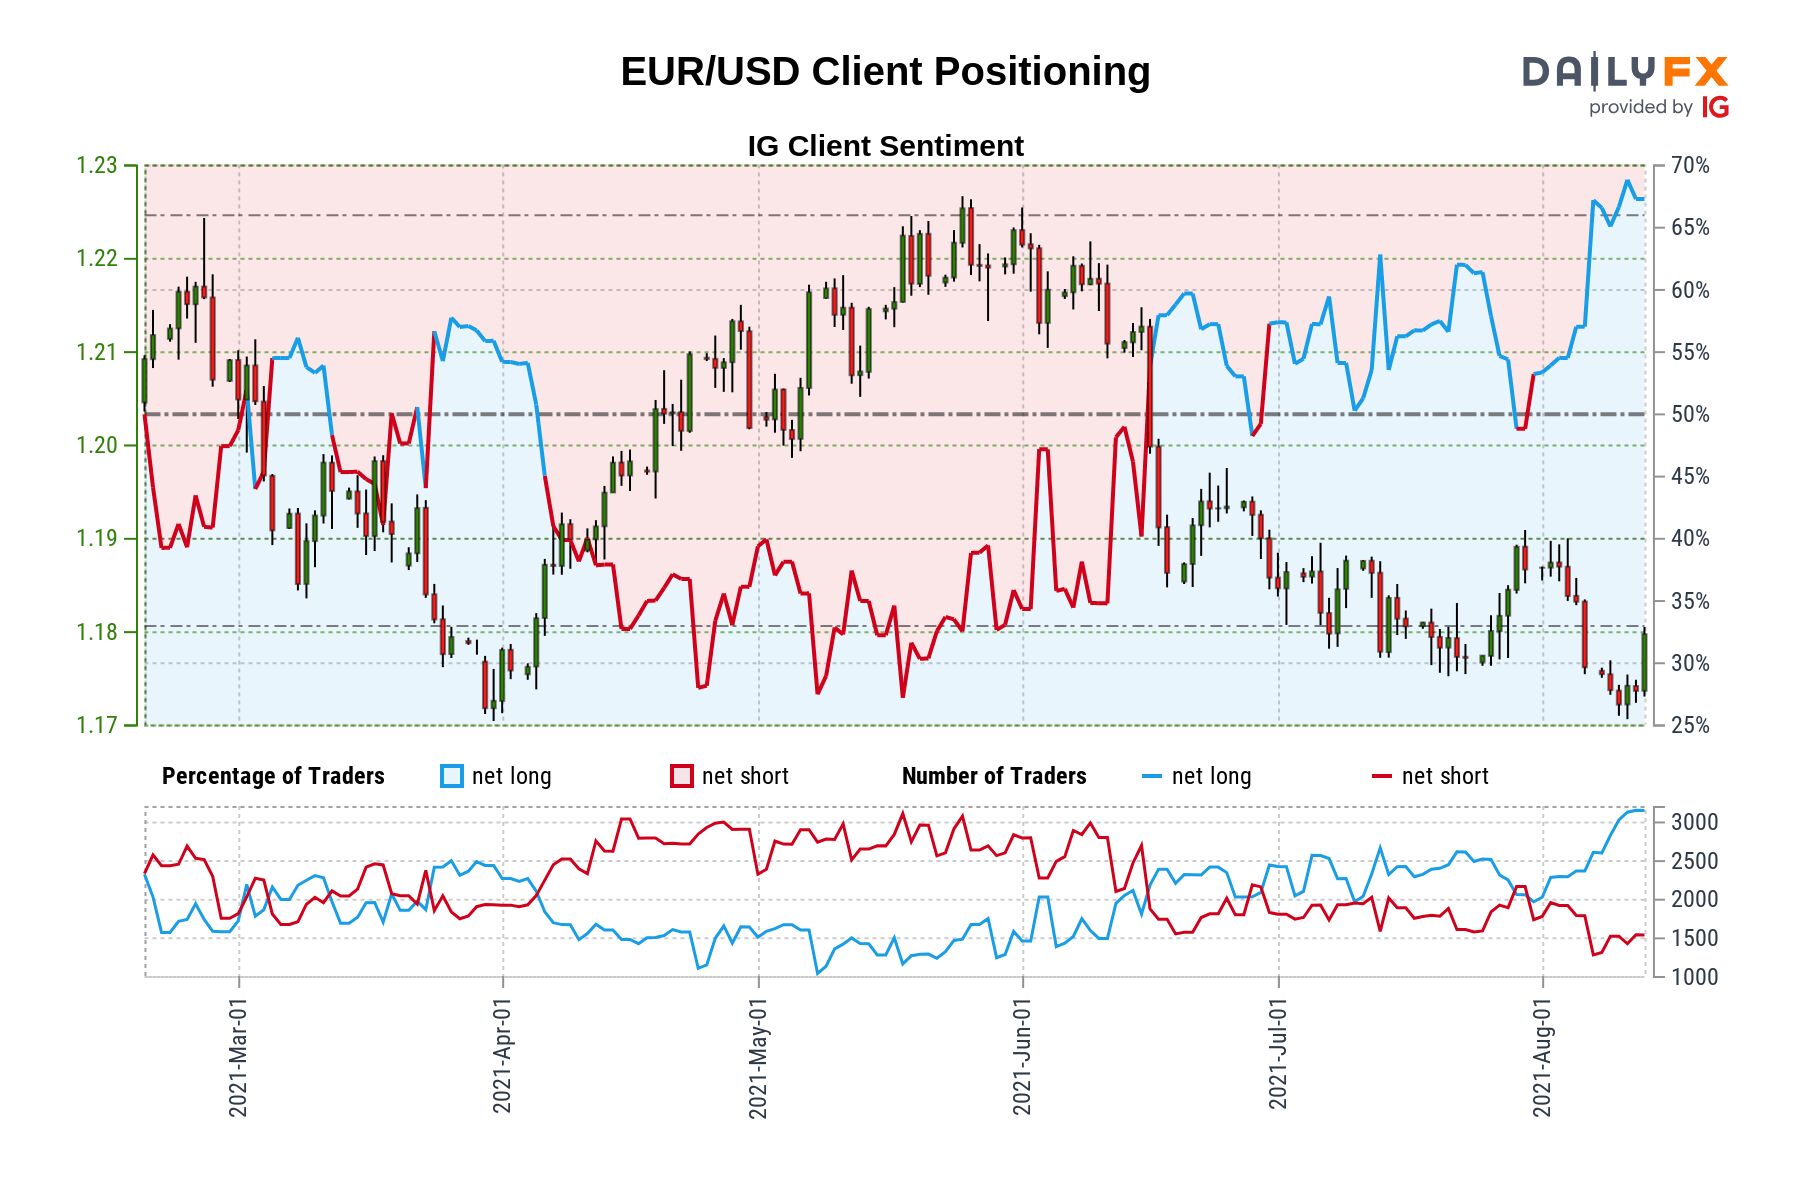 EUR/USD Client Positioning
DAILYFX
provided by IG
IG Client Sentiment
1.23
1.22
1.21
1.20
1.19
1.18
1.17
70%
65%
60%
55%
50%
45%
40%
35%
30%
25%
Percentage of Traders net long net short Number of Traders net long net short
3000
2500
2000
1500
1000
2021-Mar-01
2021-Apr-01
2021-May-01
2021-Jun-01
2021-Jul-01
2021-Aug-01